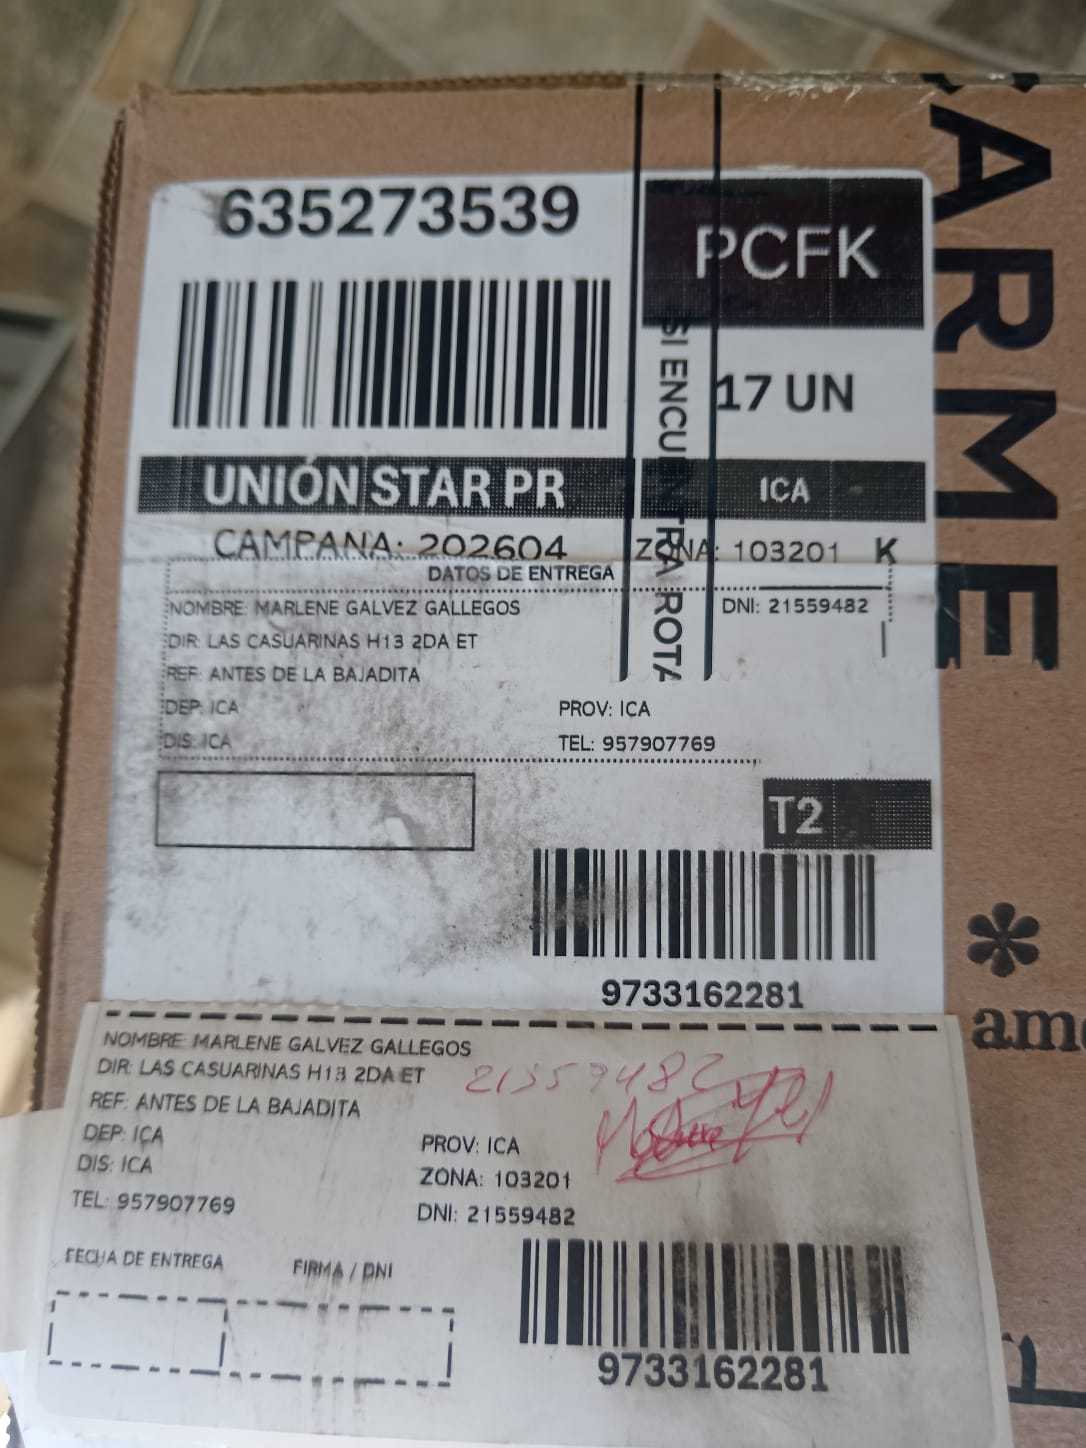 635273539
PCFK
17 UN
UNIÓN STAR PR
ICA
CAMPAÑA: 202604
ZONA: 103201 K
SI ENCUENTRA ROTA
DATOS DE ENTREGA
NOMBRE: MARLENE GALVEZ GALLEGOS
DNI: 21559482
DIR: LAS CASUARINAS H13 2DA ET
REF: ANTES DE LA BAJADITA
DEP: ICA
PROV: ICA
DIS: ICA
TEL: 957907769
T2
9733162281
ARME
NOMBRE: MARLENE GALVEZ GALLEGOS
DIR: LAS CASUARINAS H13 2DA ET
21559482
REF: ANTES DE LA BAJADITA
DEP: ICA
PROV: ICA
DIS: ICA
ZONA: 103201
TEL: 957907769
DNI: 21559482
FECHA DE ENTREGA
FIRMA / DNI
9733162281